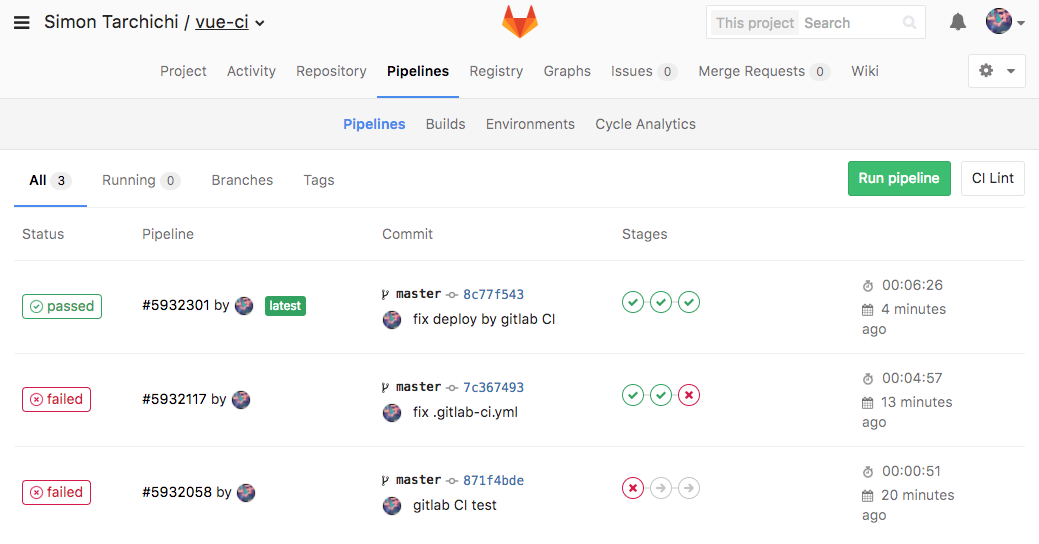 Simon Tarchichi / vue-ci
This project Search
Project Activity Repository Pipelines Registry Graphs Issues 0 Merge Requests 0 Wiki
Pipelines Builds Environments Cycle Analytics
All 3 Running 0 Branches Tags Run pipeline CI Lint
Status Pipeline Commit Stages
passed #5932301 by latest master 8c77f543 00:06:26
fix deploy by gitlab CI 4 minutes
ago
failed #5932117 by master 7c367493 00:04:57
fix .gitlab-ci.yml 13 minutes
ago
failed #5932058 by master 871f4bde 00:00:51
gitlab CI test 20 minutes
ago